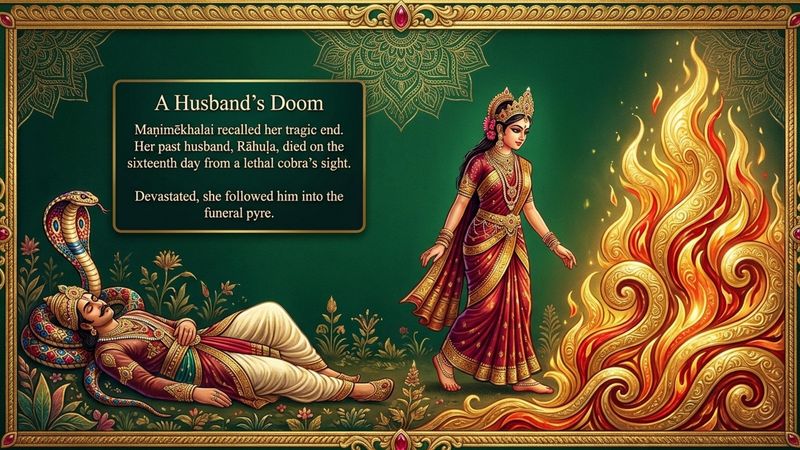 A Husband's Doom
Maṇimēkhalai recalled her tragic end.
Her past husband, Rāhuḷa, died on the
sixteenth day from a lethal cobra's sight.
Devastated, she followed him into the
funeral pyre.